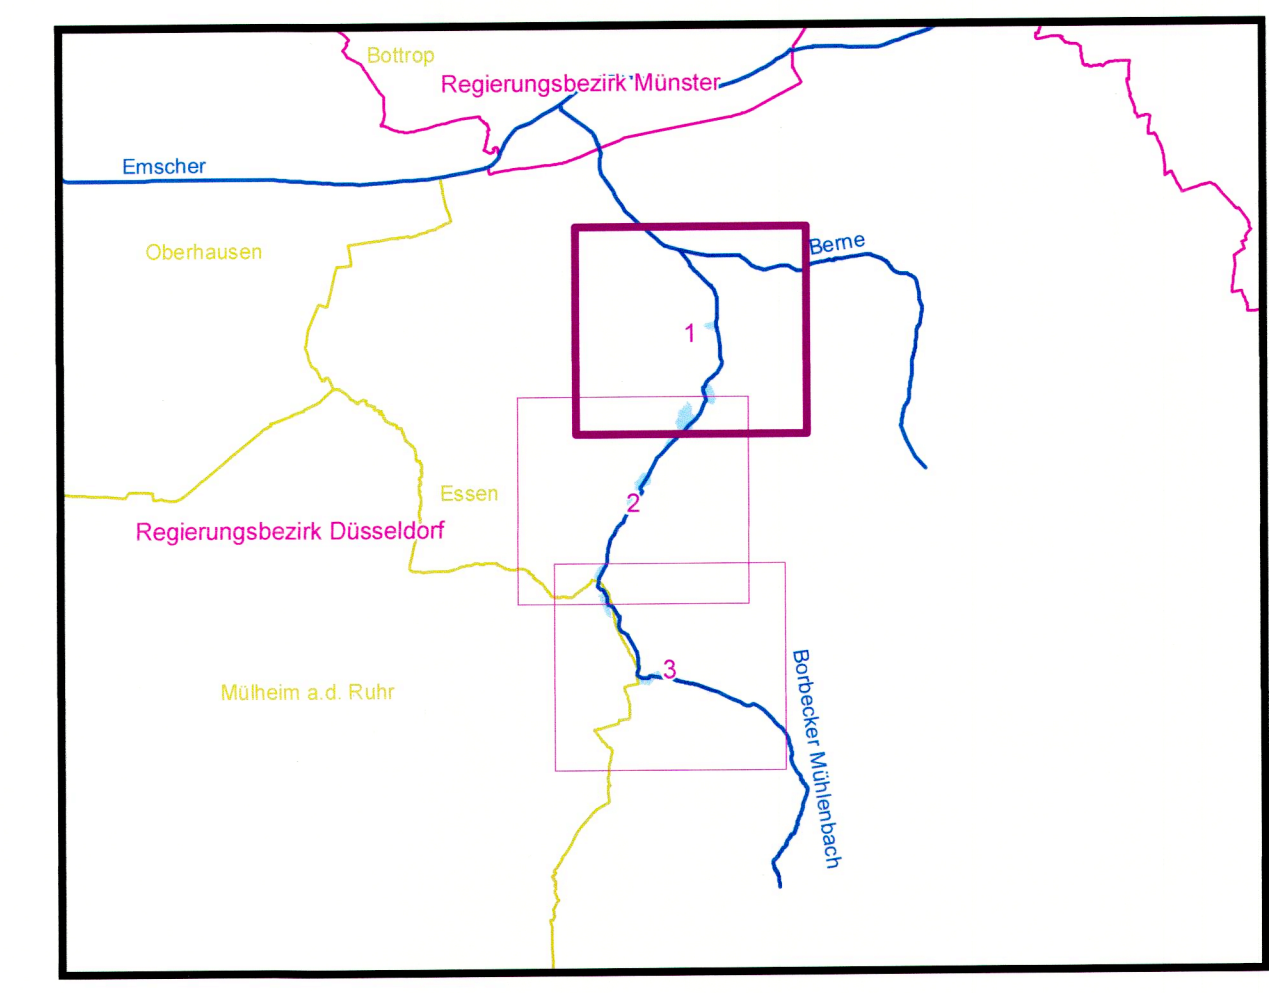 Bottrop
Regierungsbezirk Münster
Emscher
Berne
Oberhausen
1
Essen
2
Regierungsbezirk Düsseldorf
3
Mülheim a.d. Ruhr
Borbecker Mühlenbach